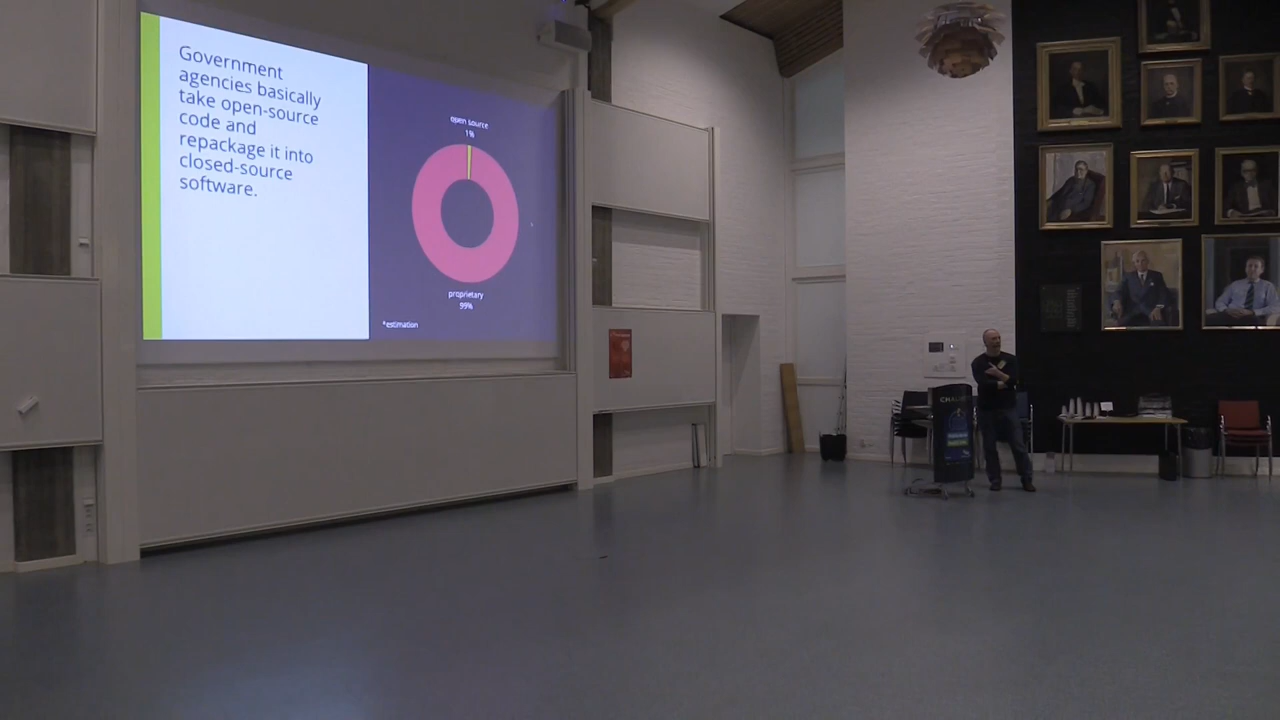 Government
agencies basically
take open-source
code and
repackage it into
closed-source
software.
open source
1%
proprietary
99%
*estimation